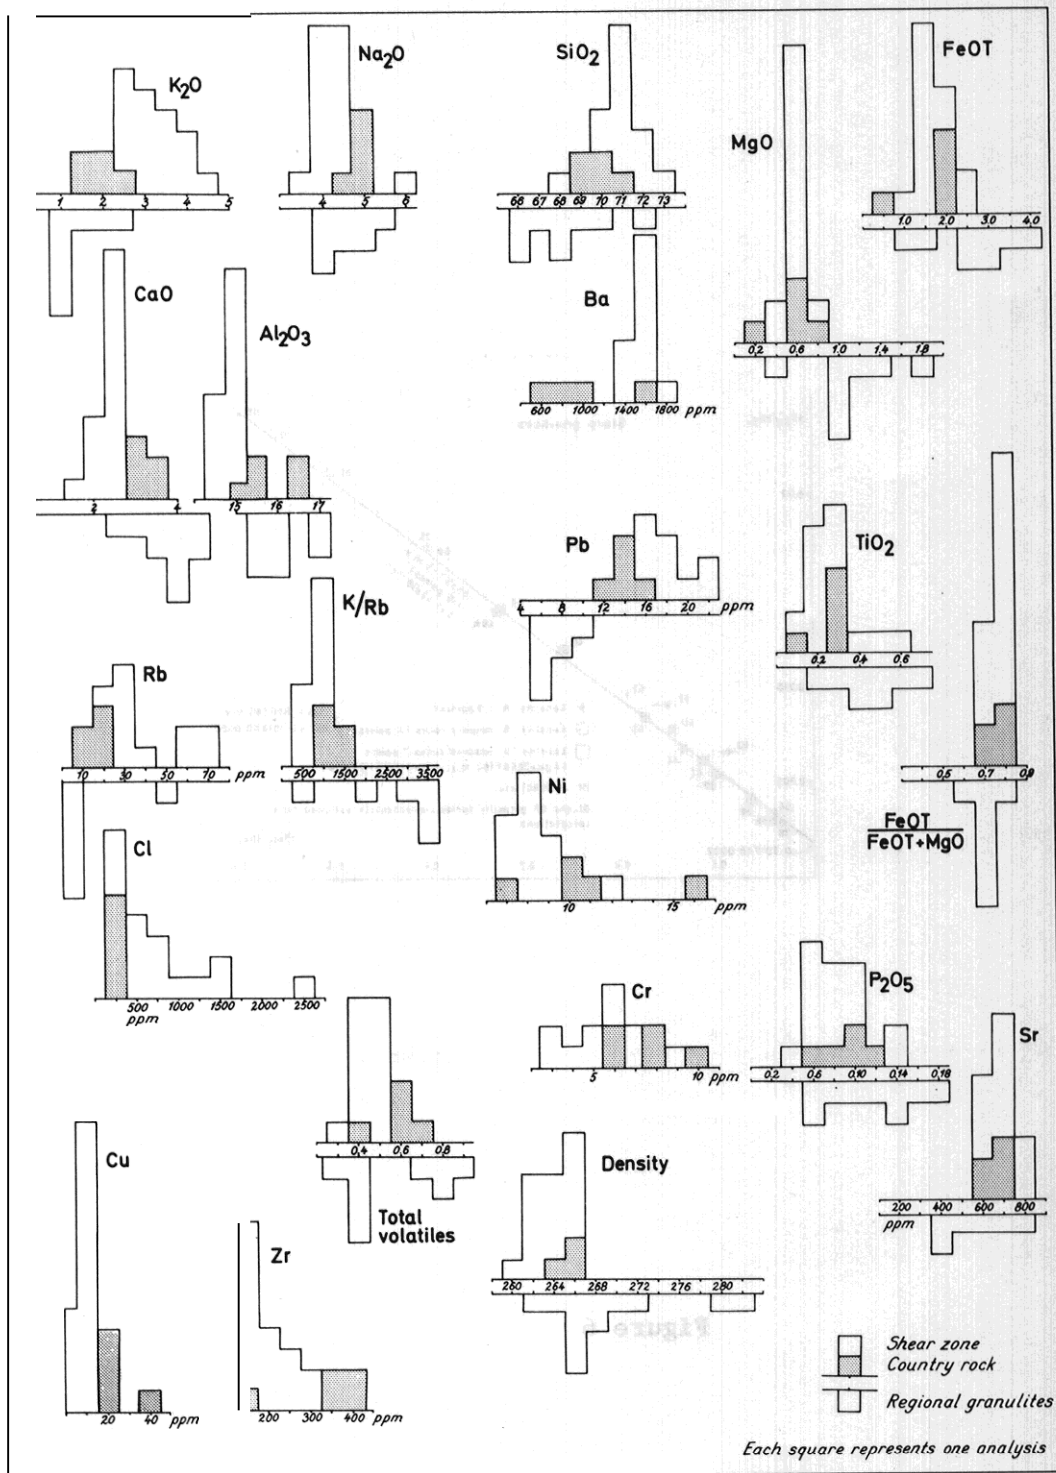 K2O
1 2 3 4 5
Na2O
4 5 6
SiO2
66 67 68 69 70 71 72 73
MgO
0.2 0.6 1.0 1.4 1.8
FeOT
1.0 2.0 3.0 4.0
CaO
2 4
Al2O3
15 16 17
Ba
600 1000 1400 1800 ppm
Pb
4 8 12 16 20 ppm
TiO2
0.2 0.4 0.6
Rb
10 30 50 70 ppm
K/Rb
500 1500 2500 3500
Ni
10 15 ppm
0.5 0.7 0.9
FeOT
FeOT+MgO
Cl
500 1000 1500 2000 2500
ppm
Cr
5 10 ppm
P2O5
0.2 0.6 0.10 0.14 0.18
Sr
200 400 600 800
ppm
Cu
20 40 ppm
0.4 0.6 0.8
Total
volatiles
Zr
200 300 400 ppm
Density
260 264 268 272 276 280
Shear zone
Country rock
Regional granulites
Each square represents one analysis